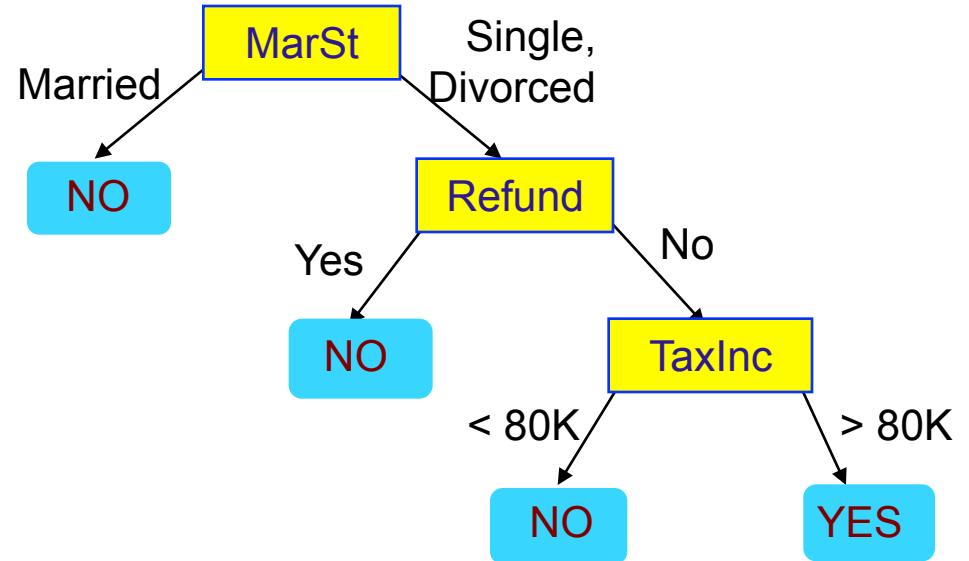 MarSt
Single,
Divorced
Married
NO
Refund
Yes
No
NO
TaxInc
< 80K
> 80K
NO
YES